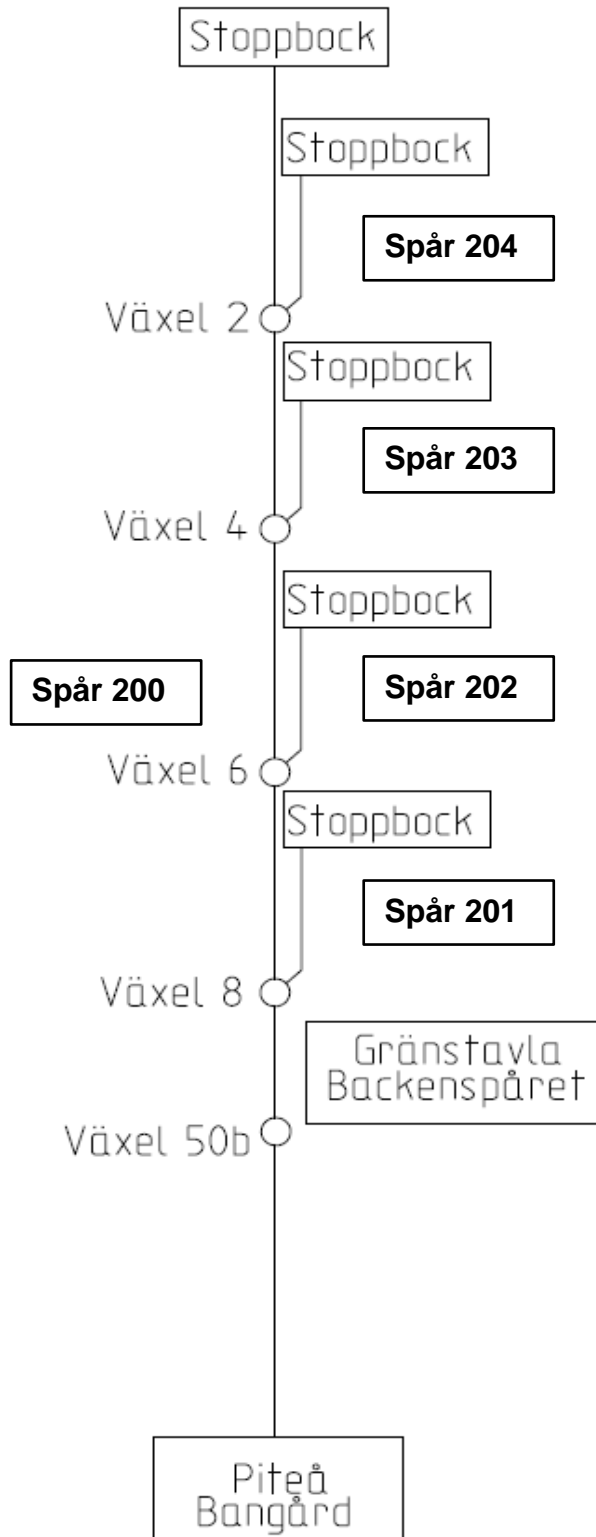 Stoppbock
Stoppbock
Spår 204
Växel 2
Stoppbock
Spår 203
Växel 4
Stoppbock
Spår 200
Spår 202
Växel 6
Stoppbock
Spår 201
Växel 8
Gränstavla
Backenspåret
Växel 50b
Piteå
Bangård